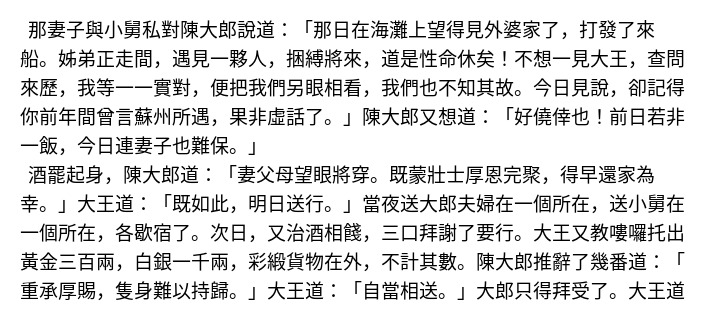 那妻子與小舅私對陳大郎說道：「那日在海灘上望得見外婆家了，打發了來
船。姊弟正走間，遇見一夥人，捆縛將來，道是性命休矣！不想一見大王，查問
來歷，我等一一實對，便把我們另眼相看，我們也不知其故。今日見說，卻記得
你前年間曾言蘇州所遇，果非虛話了。」陳大郎又想道：「好僥倖也！前日若非
一飯，今日連妻子也難保。」
酒罷起身，陳大郎道：「妻父母望眼將穿。既蒙壯士厚恩完聚，得早還家為
幸。」大王道：「既如此，明日送行。」當夜送大郎夫婦在一個所在，送小舅在
一個所在，各歇宿了。次日，又治酒相餞，三口拜謝了要行。大王又教嘍囉托出
黃金三百兩，白銀一千兩，彩緞貨物在外，不計其數。陳大郎推辭了幾番道：「
重承厚賜，隻身難以持歸。」大王道：「自當相送。」大郎只得拜受了。大王道